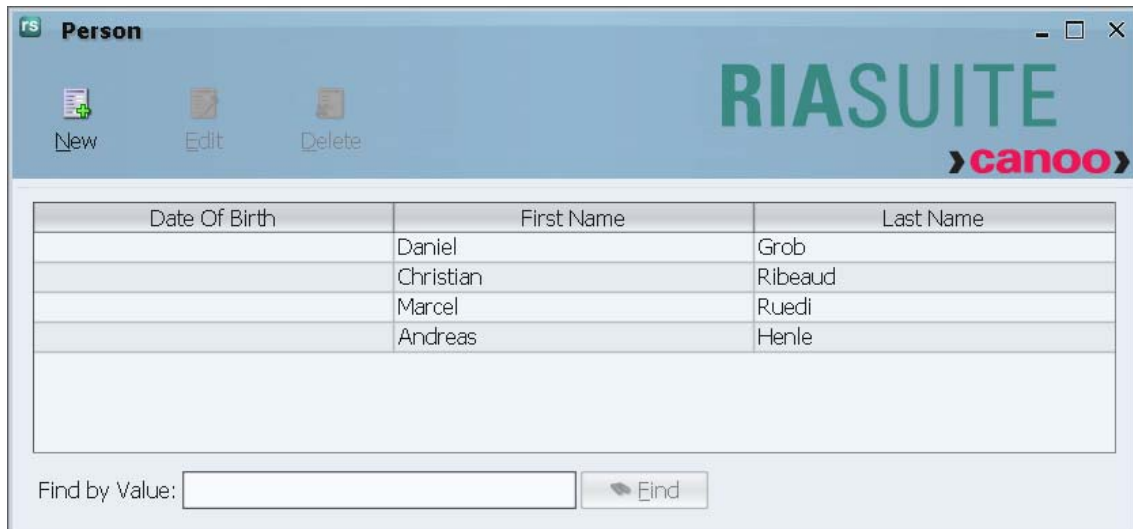 rs Person
RIASUITE
New Edit Delete
canoo
Date Of Birth First Name Last Name
Daniel Grob
Christian Ribeaud
Marcel Ruedi
Andreas Henle
Find by Value: Find